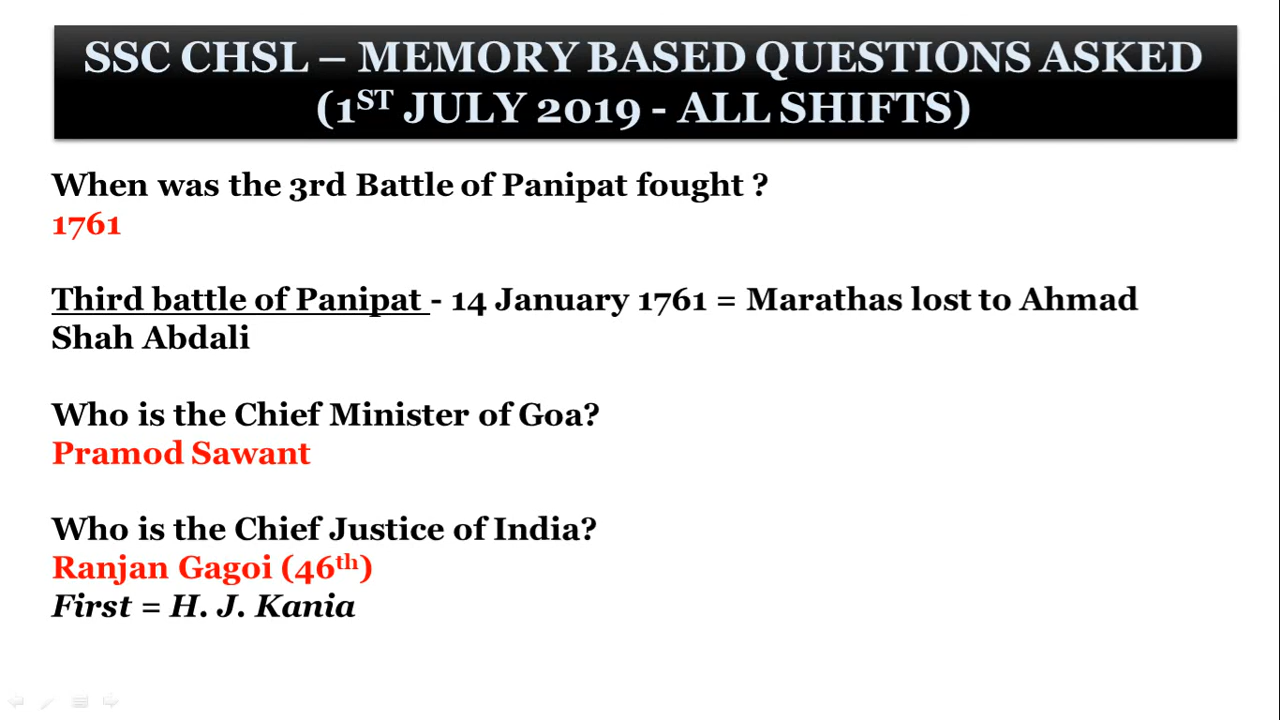 SSC CHSL – MEMORY BASED QUESTIONS ASKED
(1ST JULY 2019 - ALL SHIFTS)
When was the 3rd Battle of Panipat fought ?
1761
Third battle of Panipat - 14 January 1761 = Marathas lost to Ahmad
Shah Abdali
Who is the Chief Minister of Goa?
Pramod Sawant
Who is the Chief Justice of India?
Ranjan Gagoi (46th)
First = H. J. Kania